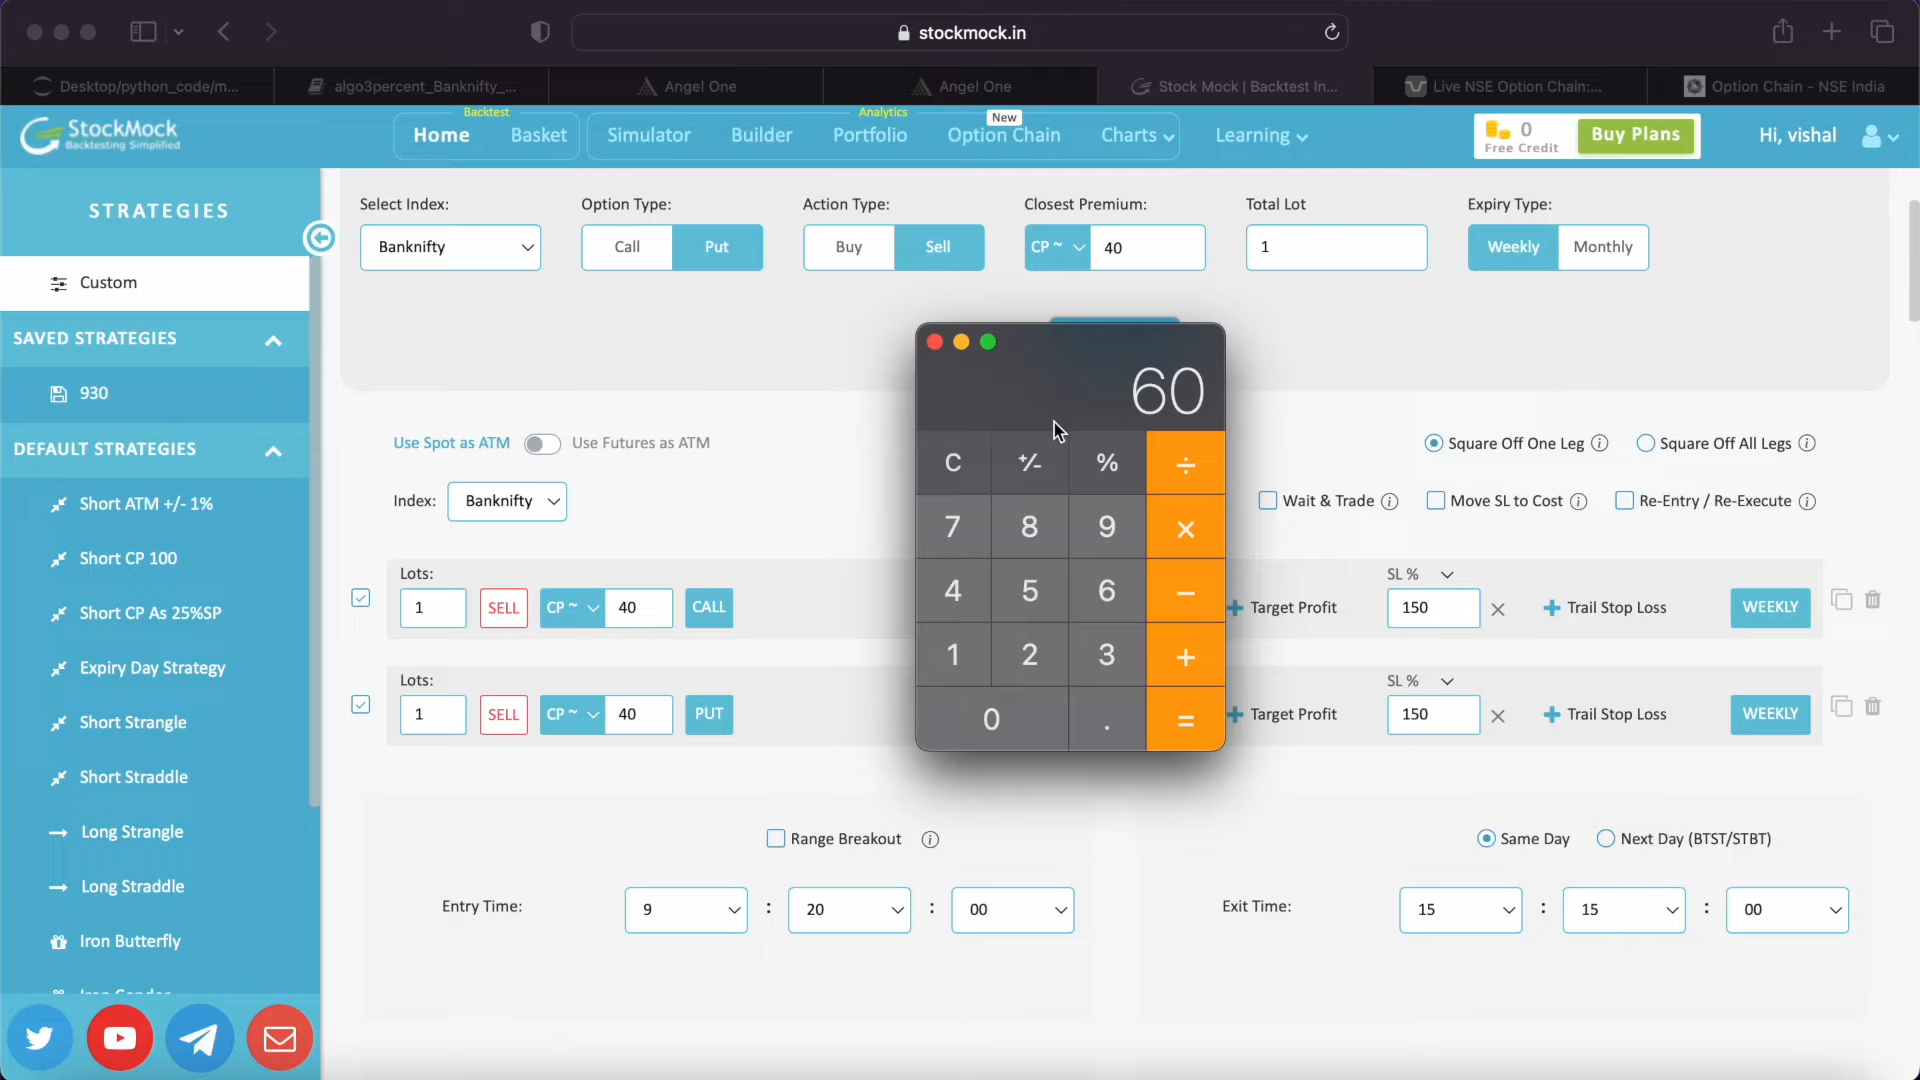 stockmock.in
Desktop/python_code/m...
algo3percent_Banknifty_...
Angel One
Angel One
Stock Mock | Backtest In...
Live NSE Option Chain:...
Option Chain - NSE India
StockMock
Backtesting Simplified
Backtest
Home
Basket
Simulator
Builder
Analytics
Portfolio
New
Option Chain
Charts
Learning
0
Free Credit
Buy Plans
Hi, vishal
STRATEGIES
Custom
SAVED STRATEGIES
930
DEFAULT STRATEGIES
Short ATM +/- 1%
Short CP 100
Short CP As 25%SP
Expiry Day Strategy
Short Strangle
Short Straddle
Long Strangle
Long Straddle
Iron Butterfly
Select Index:
Option Type:
Action Type:
Closest Premium:
Total Lot
Expiry Type:
Banknifty
Call
Put
Buy
Sell
CP ~
40
1
Weekly
Monthly
Use Spot as ATM
Use Futures as ATM
Square Off One Leg
Square Off All Legs
Index:
Banknifty
Wait & Trade
Move SL to Cost
Re-Entry / Re-Execute
Lots:
1
SELL
CP ~
40
CALL
Target Profit
SL %
150
Trail Stop Loss
WEEKLY
Lots:
1
SELL
CP ~
40
PUT
Target Profit
SL %
150
Trail Stop Loss
WEEKLY
60
C
⁺∕₋
%
÷
7
8
9
×
4
5
6
−
1
2
3
+
0
.
=
Range Breakout
Same Day
Next Day (BTST/STBT)
Entry Time:
9
:
20
:
00
Exit Time:
15
:
15
:
00